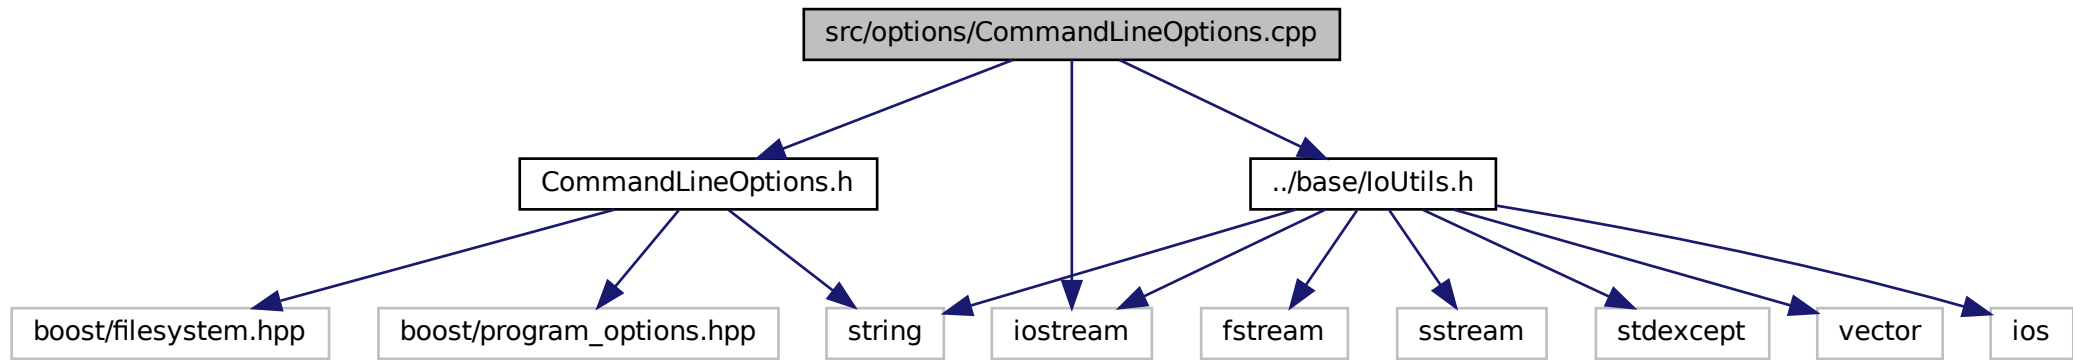 src/options/CommandLineOptions.cpp
CommandLineOptions.h
../base/IoUtils.h
boost/filesystem.hpp
boost/program_options.hpp
string
iostream
fstream
sstream
stdexcept
vector
ios